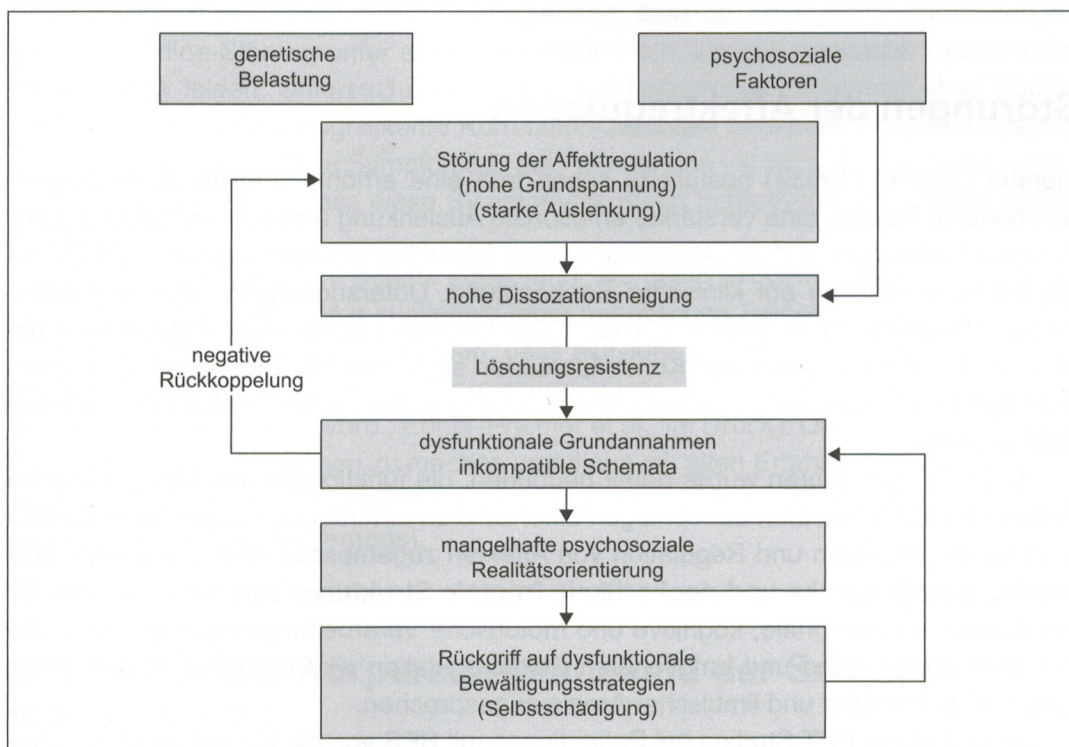 genetische
Belastung
psychosoziale
Faktoren
Störung der Affektregulation
(hohe Grundspannung)
(starke Auslenkung)
hohe Dissozationsneigung
negative
Rückkoppelung
Löschungsresistenz
dysfunktionale Grundannahmen
inkompatible Schemata
mangelhafte psychosoziale
Realitätsorientierung
Rückgriff auf dysfunktionale
Bewältigungsstrategien
(Selbstschädigung)